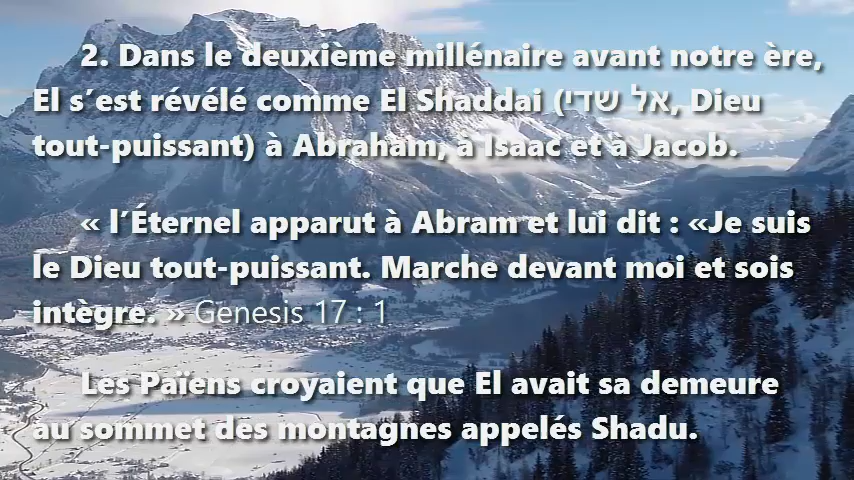 2. Dans le deuxième millénaire avant notre ère,
El s´est révélé comme El Shaddai (אל שדי, Dieu
tout-puissant) à Abraham, à Isaac et à Jacob.
« l´Éternel apparut à Abram et lui dit : «Je suis
le Dieu tout-puissant. Marche devant moi et sois
intègre. » Genesis 17 : 1
Les Païens croyaient que El avait sa demeure
au sommet des montagnes appelés Shadu.